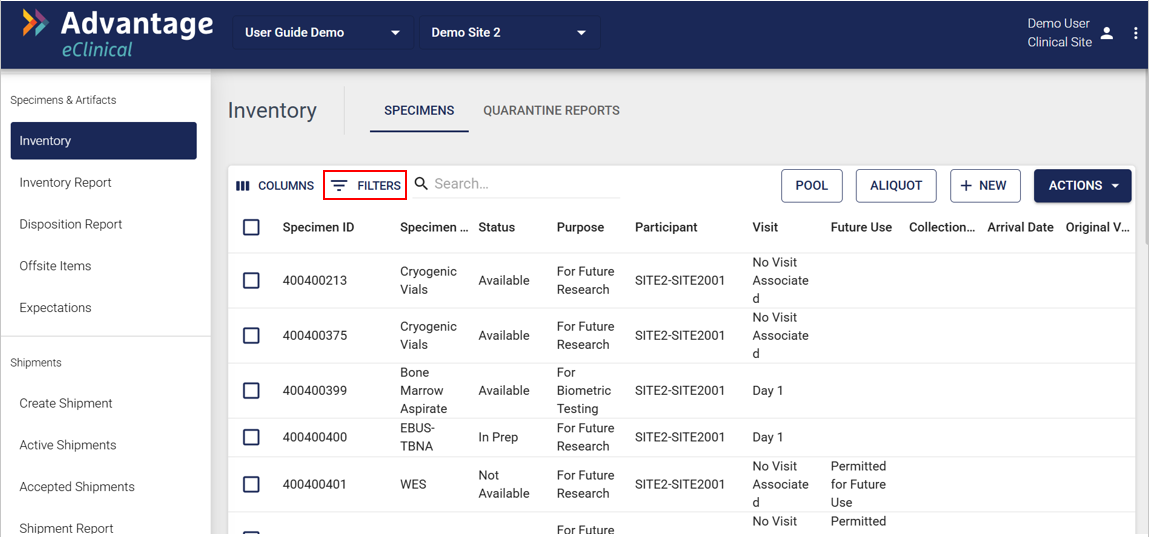 Advantage
eClinical
User Guide Demo
Demo Site 2
Demo User
Clinical Site
Specimens & Artifacts
Inventory
Inventory Report
Disposition Report
Offsite Items
Expectations
Shipments
Create Shipment
Active Shipments
Accepted Shipments
Shipment Report
Inventory
SPECIMENS
QUARANTINE REPORTS
COLUMNS
FILTERS
Search...
POOL
ALIQUOT
+ NEW
ACTIONS
Specimen ID Specimen ... Status Purpose Participant Visit Future Use Collection... Arrival Date Original V...
400400213 Cryogenic Available For Future SITE2-SITE2001 No Visit
Vials Research Associate
d
400400375 Cryogenic Available For Future SITE2-SITE2001 No Visit
Vials Research Associate
d
400400399 Bone Available For SITE2-SITE2001 Day 1
Marrow Biometric
Aspirate Testing
400400400 EBUS- In Prep For Future SITE2-SITE2001 Day 1
TBNA Research
400400401 WES Not For Future SITE2-SITE2001 No Visit Permitted
Available Research Associate for Future
d Use
For Future No Visit Permitted